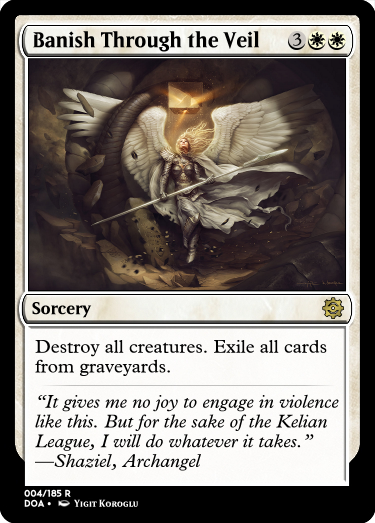 Banish Through the Veil 3
Sorcery
Destroy all creatures. Exile all cards
from graveyards.
“It gives me no joy to engage in violence
like this. But for the sake of the Kelian
League, I will do whatever it takes.”
—Shaziel, Archangel
004/185 R
DOA • Yigit Koroglu